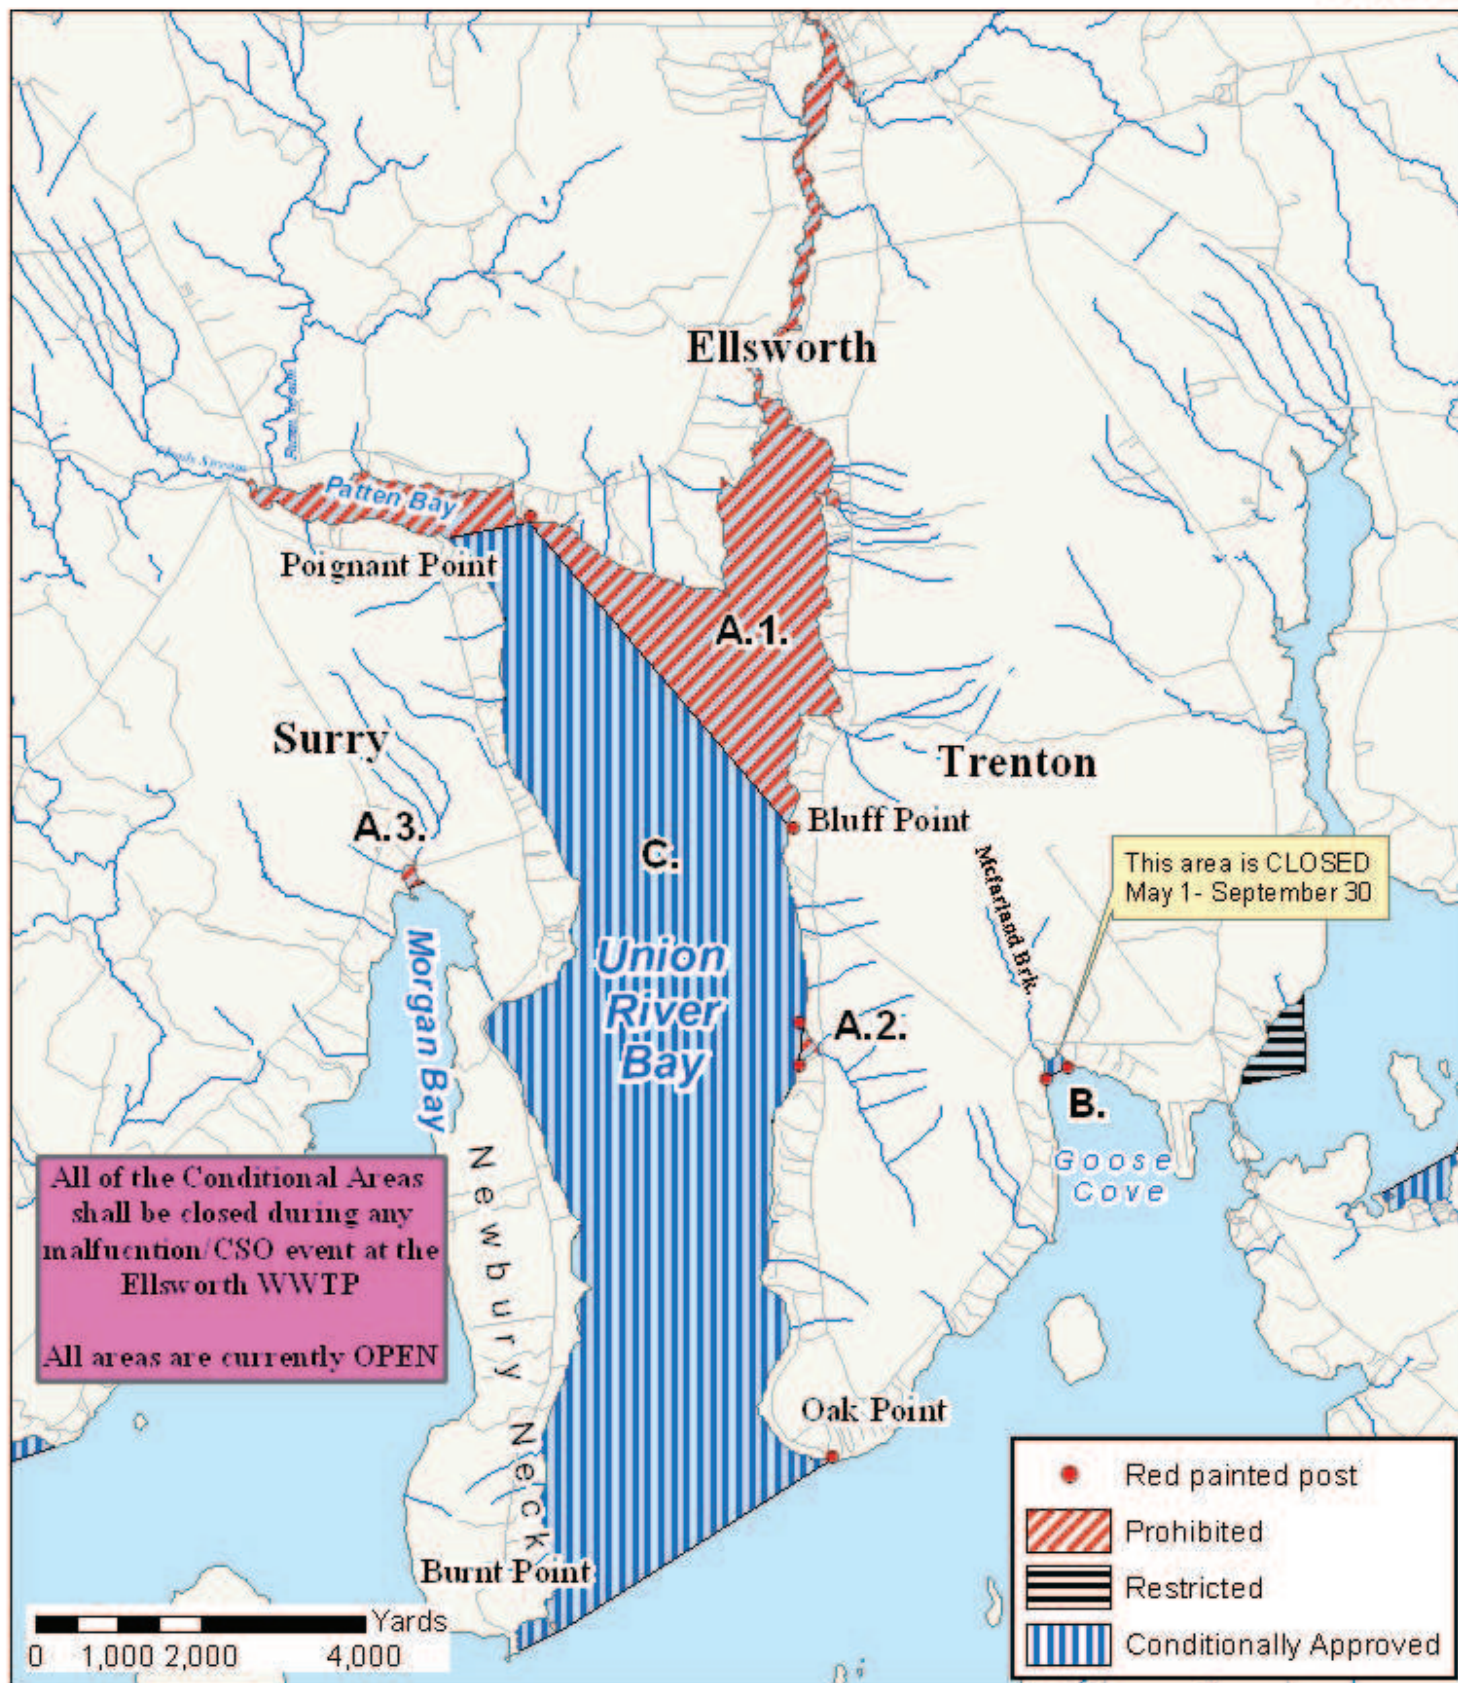 Ellsworth
Patten Bay
Poignant Point
A.1.
Surry
Trenton
Bluff Point
A.3.
C.
Mcfarland Brk.
This area is CLOSED
May 1- September 30
Morgan Bay
Union
River
Bay
A.2.
B.
Goose
Cove
All of the Conditional Areas
shall be closed during any
malfucntion/CSO event at the
Ellsworth WWTP
All areas are currently OPEN
Newbury Neck
Oak Point
Burnt Point
Yards
0 1,000 2,000 4,000
Red painted post
Prohibited
Restricted
Conditionally Approved